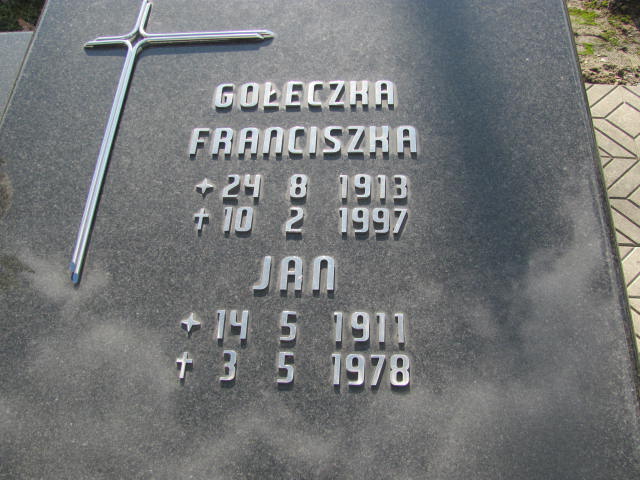 GOŁECZKA
FRANCISZKA
✦ 24 8 1913
✝ 10 2 1997
JAN
✦ 14 5 1911
✝ 3 5 1978